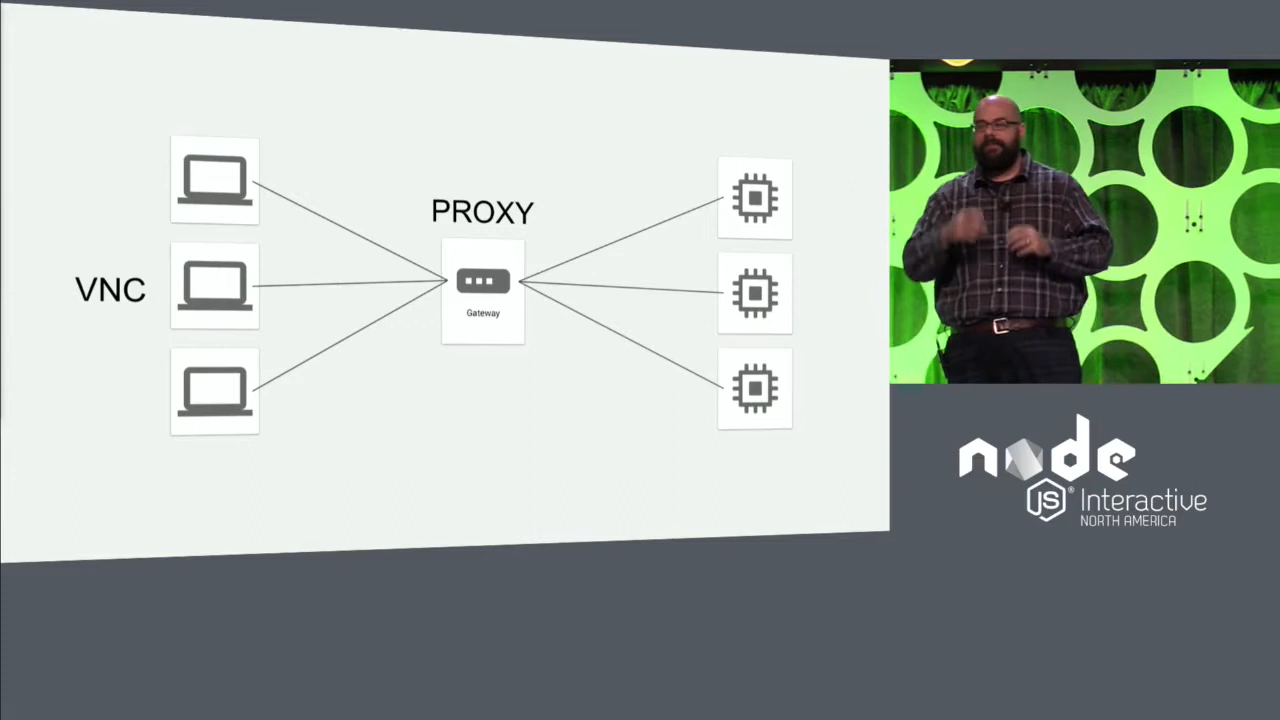 PROXY
VNC
Gateway
node
JS® Interactive
NORTH AMERICA